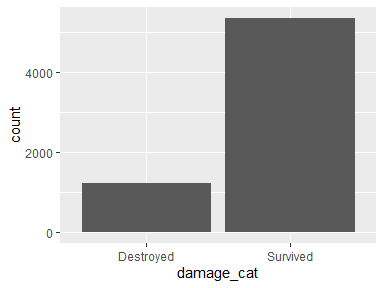 count
4000
2000
0
Destroyed Survived
damage_cat